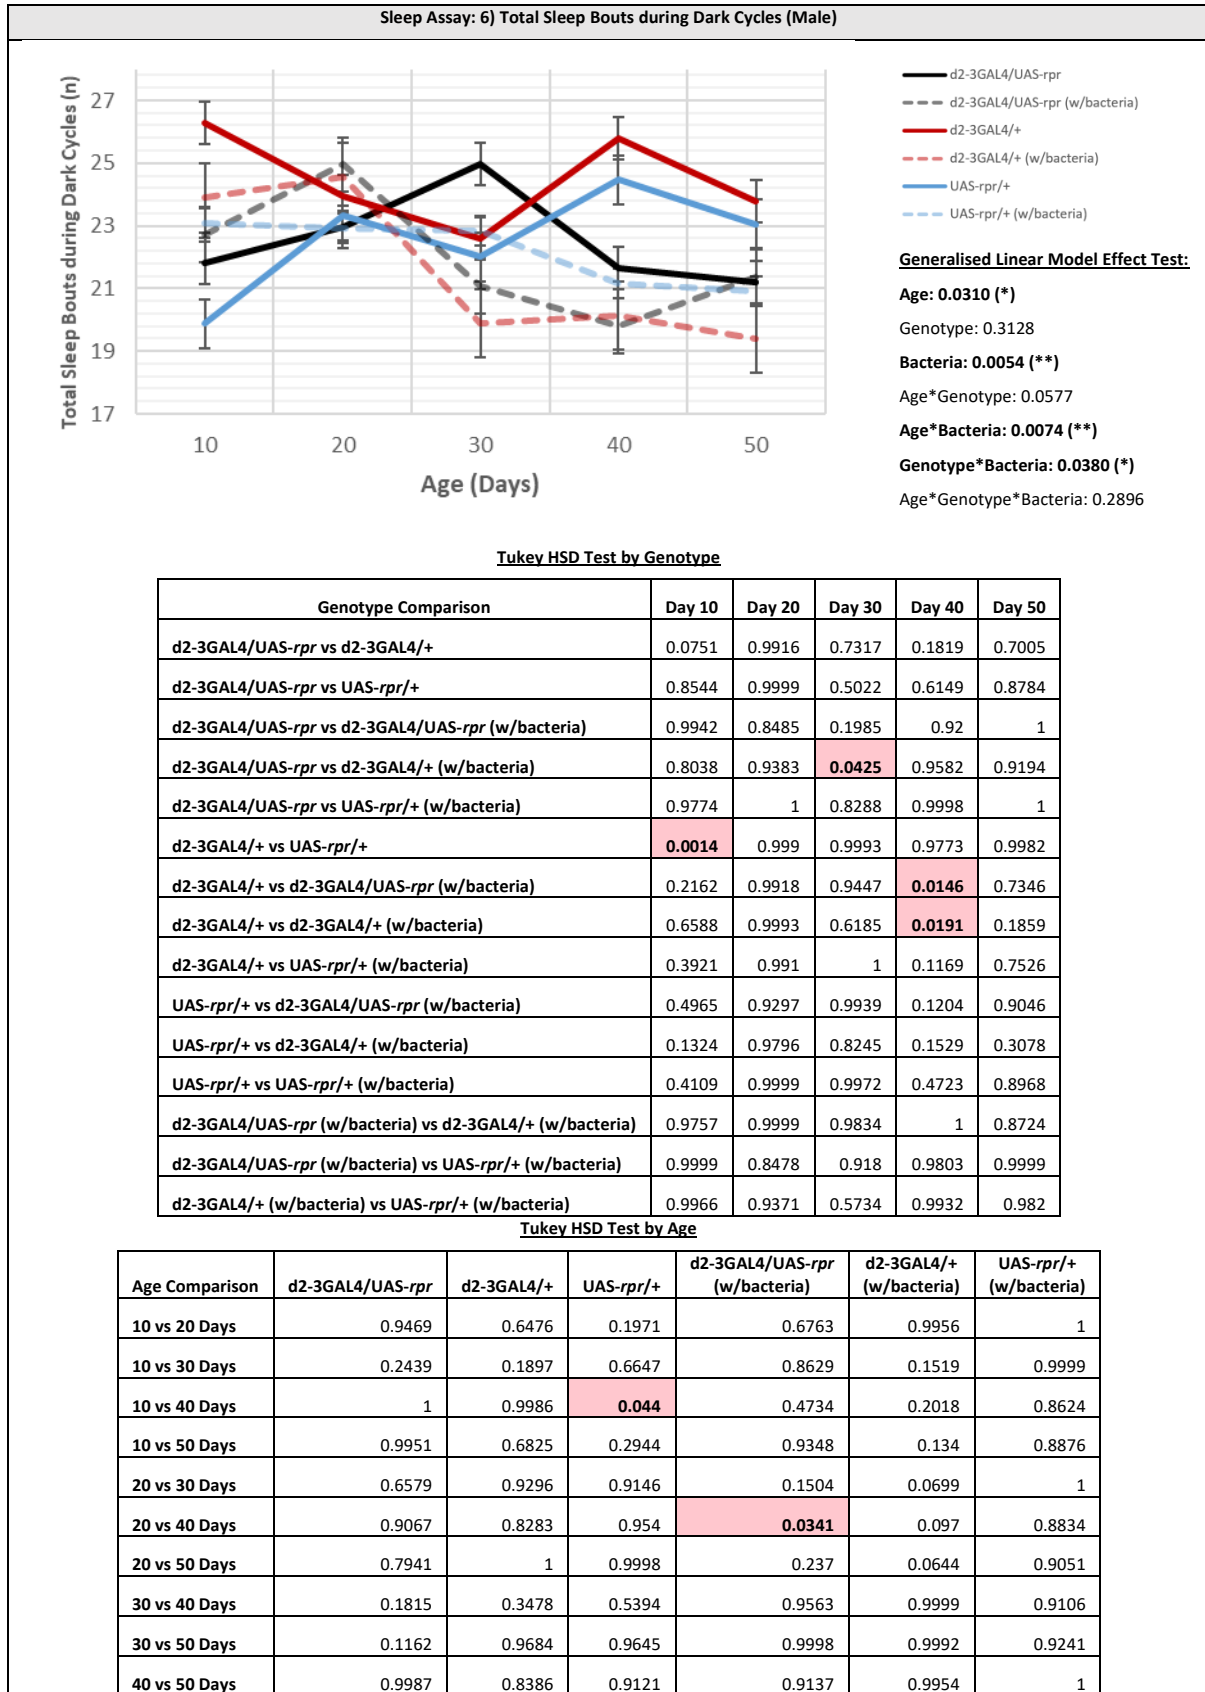 Sleep Assay: 6) Total Sleep Bouts during Dark Cycles (Male)
Total Sleep Bouts during Dark Cycles (n)
27
25
23
21
19
17
10 20 30 40 50
Age (Days)
d2-3GAL4/UAS-rpr
d2-3GAL4/UAS-rpr (w/bacteria)
d2-3GAL4/+
d2-3GAL4/+ (w/bacteria)
UAS-rpr/+
UAS-rpr/+ (w/bacteria)
Generalised Linear Model Effect Test:
Age: 0.0310 (*)
Genotype: 0.3128
Bacteria: 0.0054 (**)
Age*Genotype: 0.0577
Age*Bacteria: 0.0074 (**)
Genotype*Bacteria: 0.0380 (*)
Age*Genotype*Bacteria: 0.2896
Tukey HSD Test by Genotype
Genotype Comparison Day 10 Day 20 Day 30 Day 40 Day 50
d2-3GAL4/UAS-rpr vs d2-3GAL4/+ 0.0751 0.9916 0.7317 0.1819 0.7005
d2-3GAL4/UAS-rpr vs UAS-rpr/+ 0.8544 0.9999 0.5022 0.6149 0.8784
d2-3GAL4/UAS-rpr vs d2-3GAL4/UAS-rpr (w/bacteria) 0.9942 0.8485 0.1985 0.92 1
d2-3GAL4/UAS-rpr vs d2-3GAL4/+ (w/bacteria) 0.8038 0.9383 0.0425 0.9582 0.9194
d2-3GAL4/UAS-rpr vs UAS-rpr/+ (w/bacteria) 0.9774 1 0.8288 0.9998 1
d2-3GAL4/+ vs UAS-rpr/+ 0.0014 0.999 0.9993 0.9773 0.9982
d2-3GAL4/+ vs d2-3GAL4/UAS-rpr (w/bacteria) 0.2162 0.9918 0.9447 0.0146 0.7346
d2-3GAL4/+ vs d2-3GAL4/+ (w/bacteria) 0.6588 0.9993 0.6185 0.0191 0.1859
d2-3GAL4/+ vs UAS-rpr/+ (w/bacteria) 0.3921 0.991 1 0.1169 0.7526
UAS-rpr/+ vs d2-3GAL4/UAS-rpr (w/bacteria) 0.4965 0.9297 0.9939 0.1204 0.9046
UAS-rpr/+ vs d2-3GAL4/+ (w/bacteria) 0.1324 0.9796 0.8245 0.1529 0.3078
UAS-rpr/+ vs UAS-rpr/+ (w/bacteria) 0.4109 0.9999 0.9972 0.4723 0.8968
d2-3GAL4/UAS-rpr (w/bacteria) vs d2-3GAL4/+ (w/bacteria) 0.9757 0.9999 0.9834 1 0.8724
d2-3GAL4/UAS-rpr (w/bacteria) vs UAS-rpr/+ (w/bacteria) 0.9999 0.8478 0.918 0.9803 0.9999
d2-3GAL4/+ (w/bacteria) vs UAS-rpr/+ (w/bacteria) 0.9966 0.9371 0.5734 0.9932 0.982
Tukey HSD Test by Age
Age Comparison d2-3GAL4/UAS-rpr d2-3GAL4/+ UAS-rpr/+ d2-3GAL4/UAS-rpr (w/bacteria) d2-3GAL4/+ (w/bacteria) UAS-rpr/+ (w/bacteria)
10 vs 20 Days 0.9469 0.6476 0.1971 0.6763 0.9956 1
10 vs 30 Days 0.2439 0.1897 0.6647 0.8629 0.1519 0.9999
10 vs 40 Days 1 0.9986 0.044 0.4734 0.2018 0.8624
10 vs 50 Days 0.9951 0.6825 0.2944 0.9348 0.134 0.8876
20 vs 30 Days 0.6579 0.9296 0.9146 0.1504 0.0699 1
20 vs 40 Days 0.9067 0.8283 0.954 0.0341 0.097 0.8834
20 vs 50 Days 0.7941 1 0.9998 0.237 0.0644 0.9051
30 vs 40 Days 0.1815 0.3478 0.5394 0.9563 0.9999 0.9106
30 vs 50 Days 0.1162 0.9684 0.9645 0.9998 0.9992 0.9241
40 vs 50 Days 0.9987 0.8386 0.9121 0.9137 0.9954 1